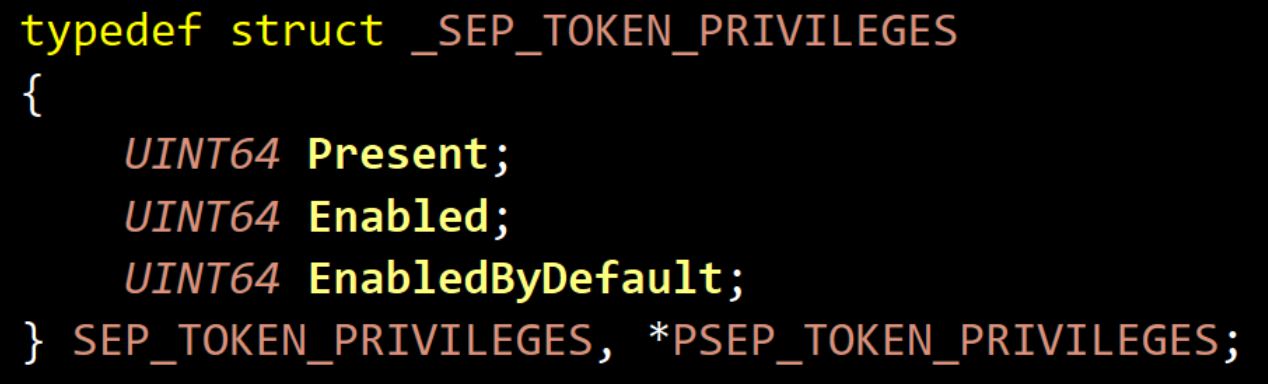 typedef struct _SEP_TOKEN_PRIVILEGES
{
    UINT64 Present;
    UINT64 Enabled;
    UINT64 EnabledByDefault;
} SEP_TOKEN_PRIVILEGES, *PSEP_TOKEN_PRIVILEGES;